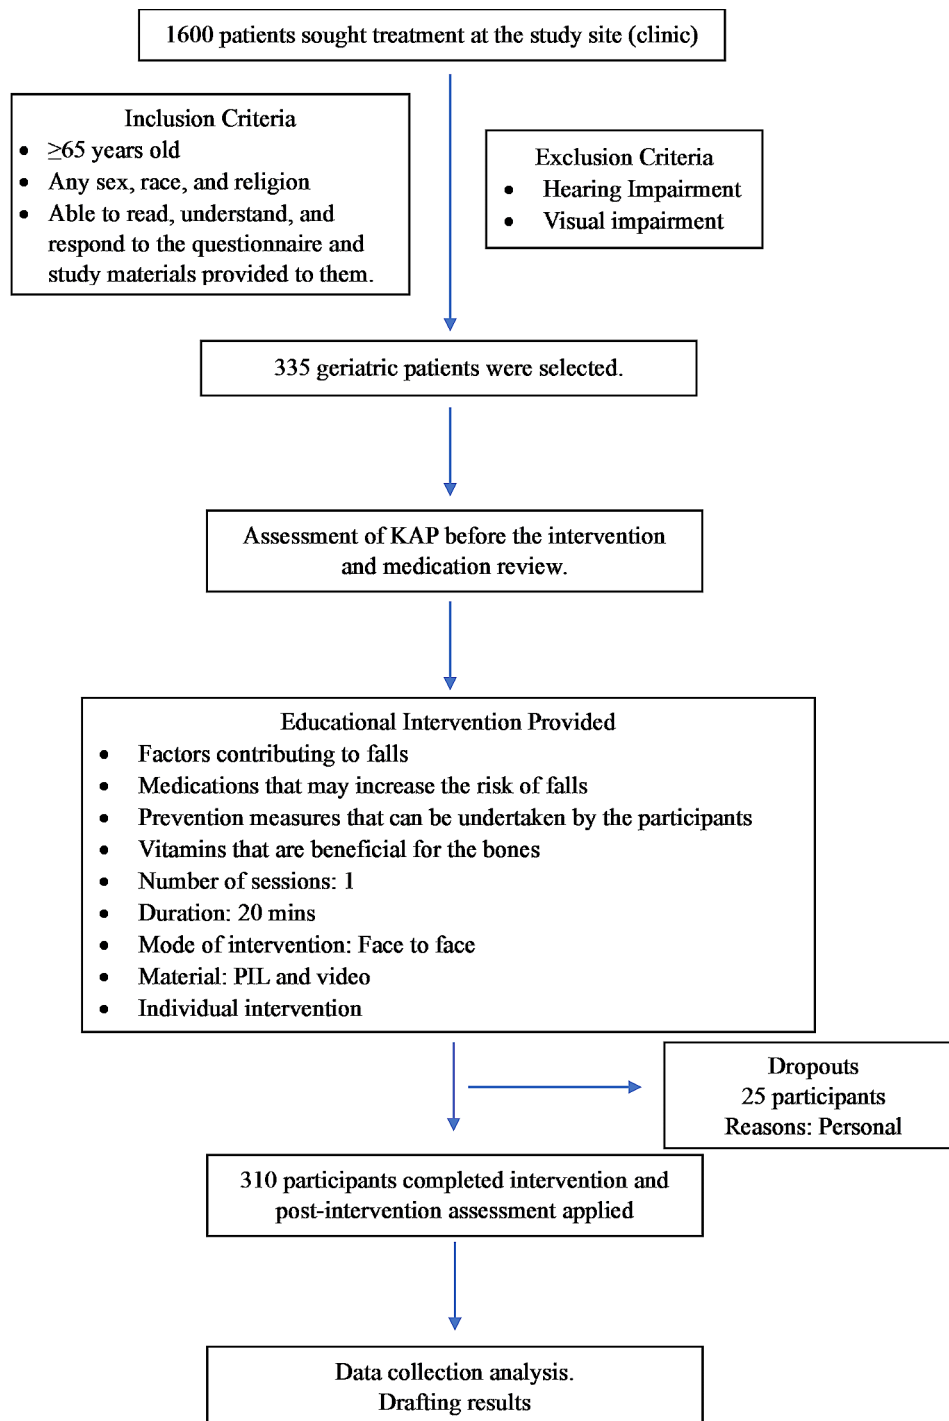 1600 patients sought treatment at the study site (clinic)
Inclusion Criteria
• ≥65 years old
• Any sex, race, and religion
• Able to read, understand, and
respond to the questionnaire and
study materials provided to them.
Exclusion Criteria
• Hearing Impairment
• Visual impairment
335 geriatric patients were selected.
Assessment of KAP before the intervention
and medication review.
Educational Intervention Provided
• Factors contributing to falls
• Medications that may increase the risk of falls
• Prevention measures that can be undertaken by the participants
• Vitamins that are beneficial for the bones
• Number of sessions: 1
• Duration: 20 mins
• Mode of intervention: Face to face
• Material: PIL and video
• Individual intervention
Dropouts
25 participants
Reasons: Personal
310 participants completed intervention and
post-intervention assessment applied
Data collection analysis.
Drafting results